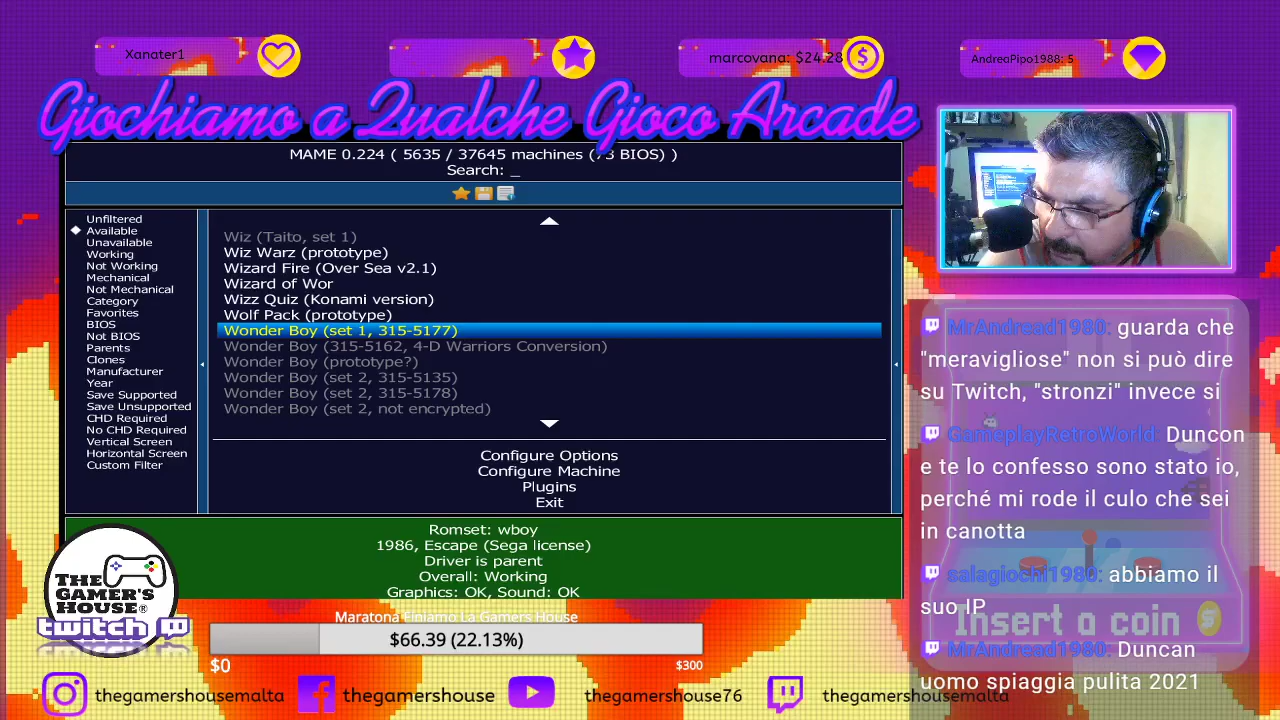 Xanater1
marcovana: $24.28
AndreaPipo1988: 5
Giochiamo a Qualche Gioco Arcade
MAME 0.224 ( 5635 / 37645 machines (73 BIOS) )
Search: _
Unfiltered
Available
Unavailable
Working
Not Working
Mechanical
Not Mechanical
Category
Favorites
BIOS
Not BIOS
Parents
Clones
Manufacturer
Year
Save Supported
Save Unsupported
CHD Required
No CHD Required
Vertical Screen
Horizontal Screen
Custom Filter
Wiz (Taito, set 1)
Wiz Warz (prototype)
Wizard Fire (Over Sea v2.1)
Wizard of Wor
Wizz Quiz (Konami version)
Wolf Pack (prototype)
Wonder Boy (set 1, 315-5177)
Wonder Boy (315-5162, 4-D Warriors Conversion)
Wonder Boy (prototype?)
Wonder Boy (set 2, 315-5135)
Wonder Boy (set 2, 315-5178)
Wonder Boy (set 2, not encrypted)
Configure Options
Configure Machine
Plugins
Exit
Romset: wboy
1986, Escape (Sega license)
Driver is parent
Overall: Working
Graphics: OK, Sound: OK
MrAndread1980: guarda che
"meravigliose" non si può dire
su Twitch, "stronzi" invece si
GameplayRetroWorld: Duncon
e te lo confesso sono stato io,
perché mi rode il culo che sei
in canotta
salagiochi1980: abbiamo il
suo IP
MrAndread1980: Duncan
uomo spiaggia pulita 2021
Insert a coin 5
THE
GAMER'S
HOUSE®
twitch
Maratona Finiamo La Gamers House
$66.39 (22.13%)
$0
$300
thegamershousemalta
thegamershouse
thegamershouse76
thegamershousemalta